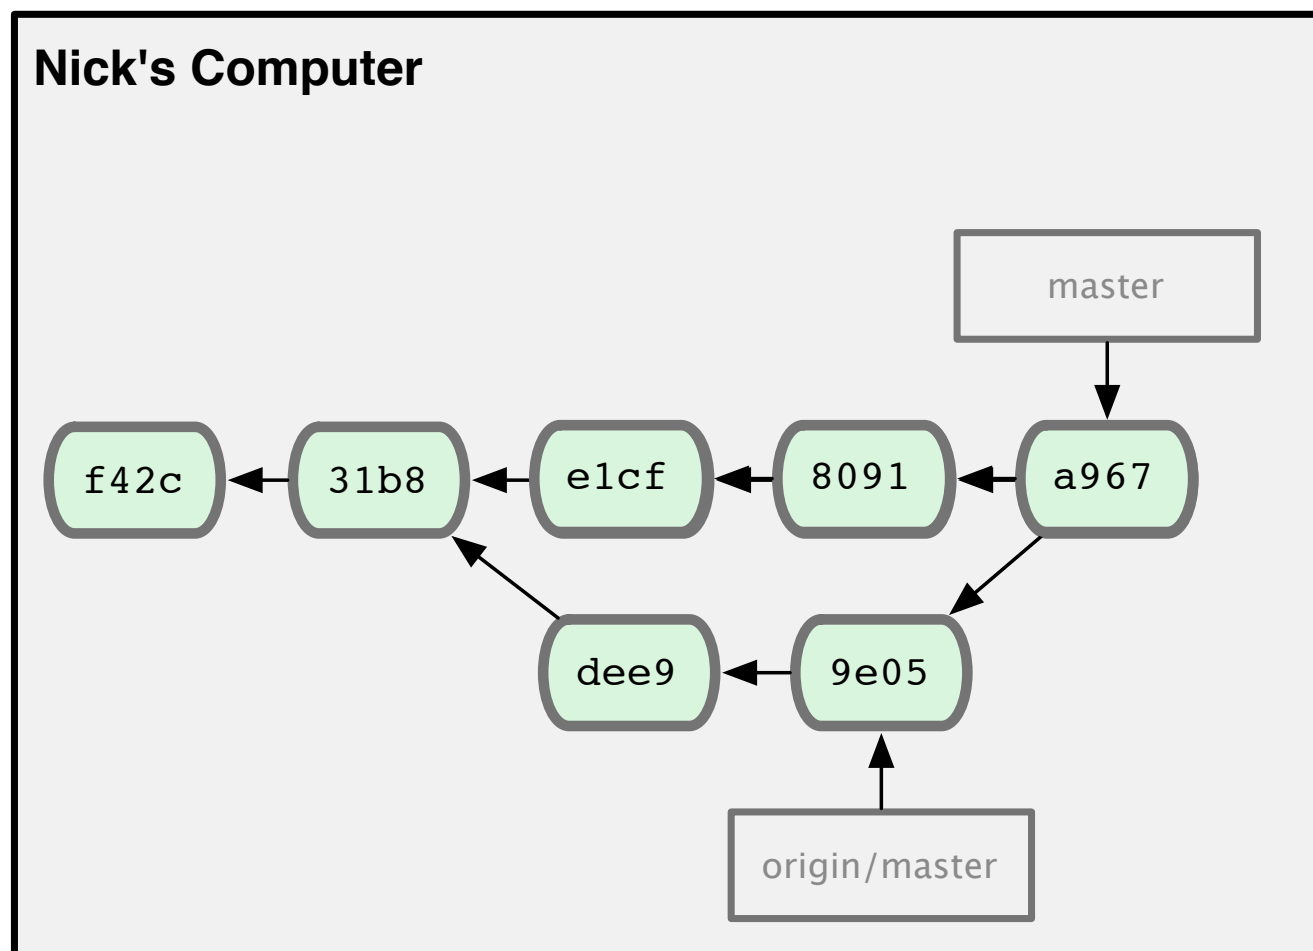 Nick's Computer
master
f42c
31b8
e1cf
8091
a967
dee9
9e05
origin/master